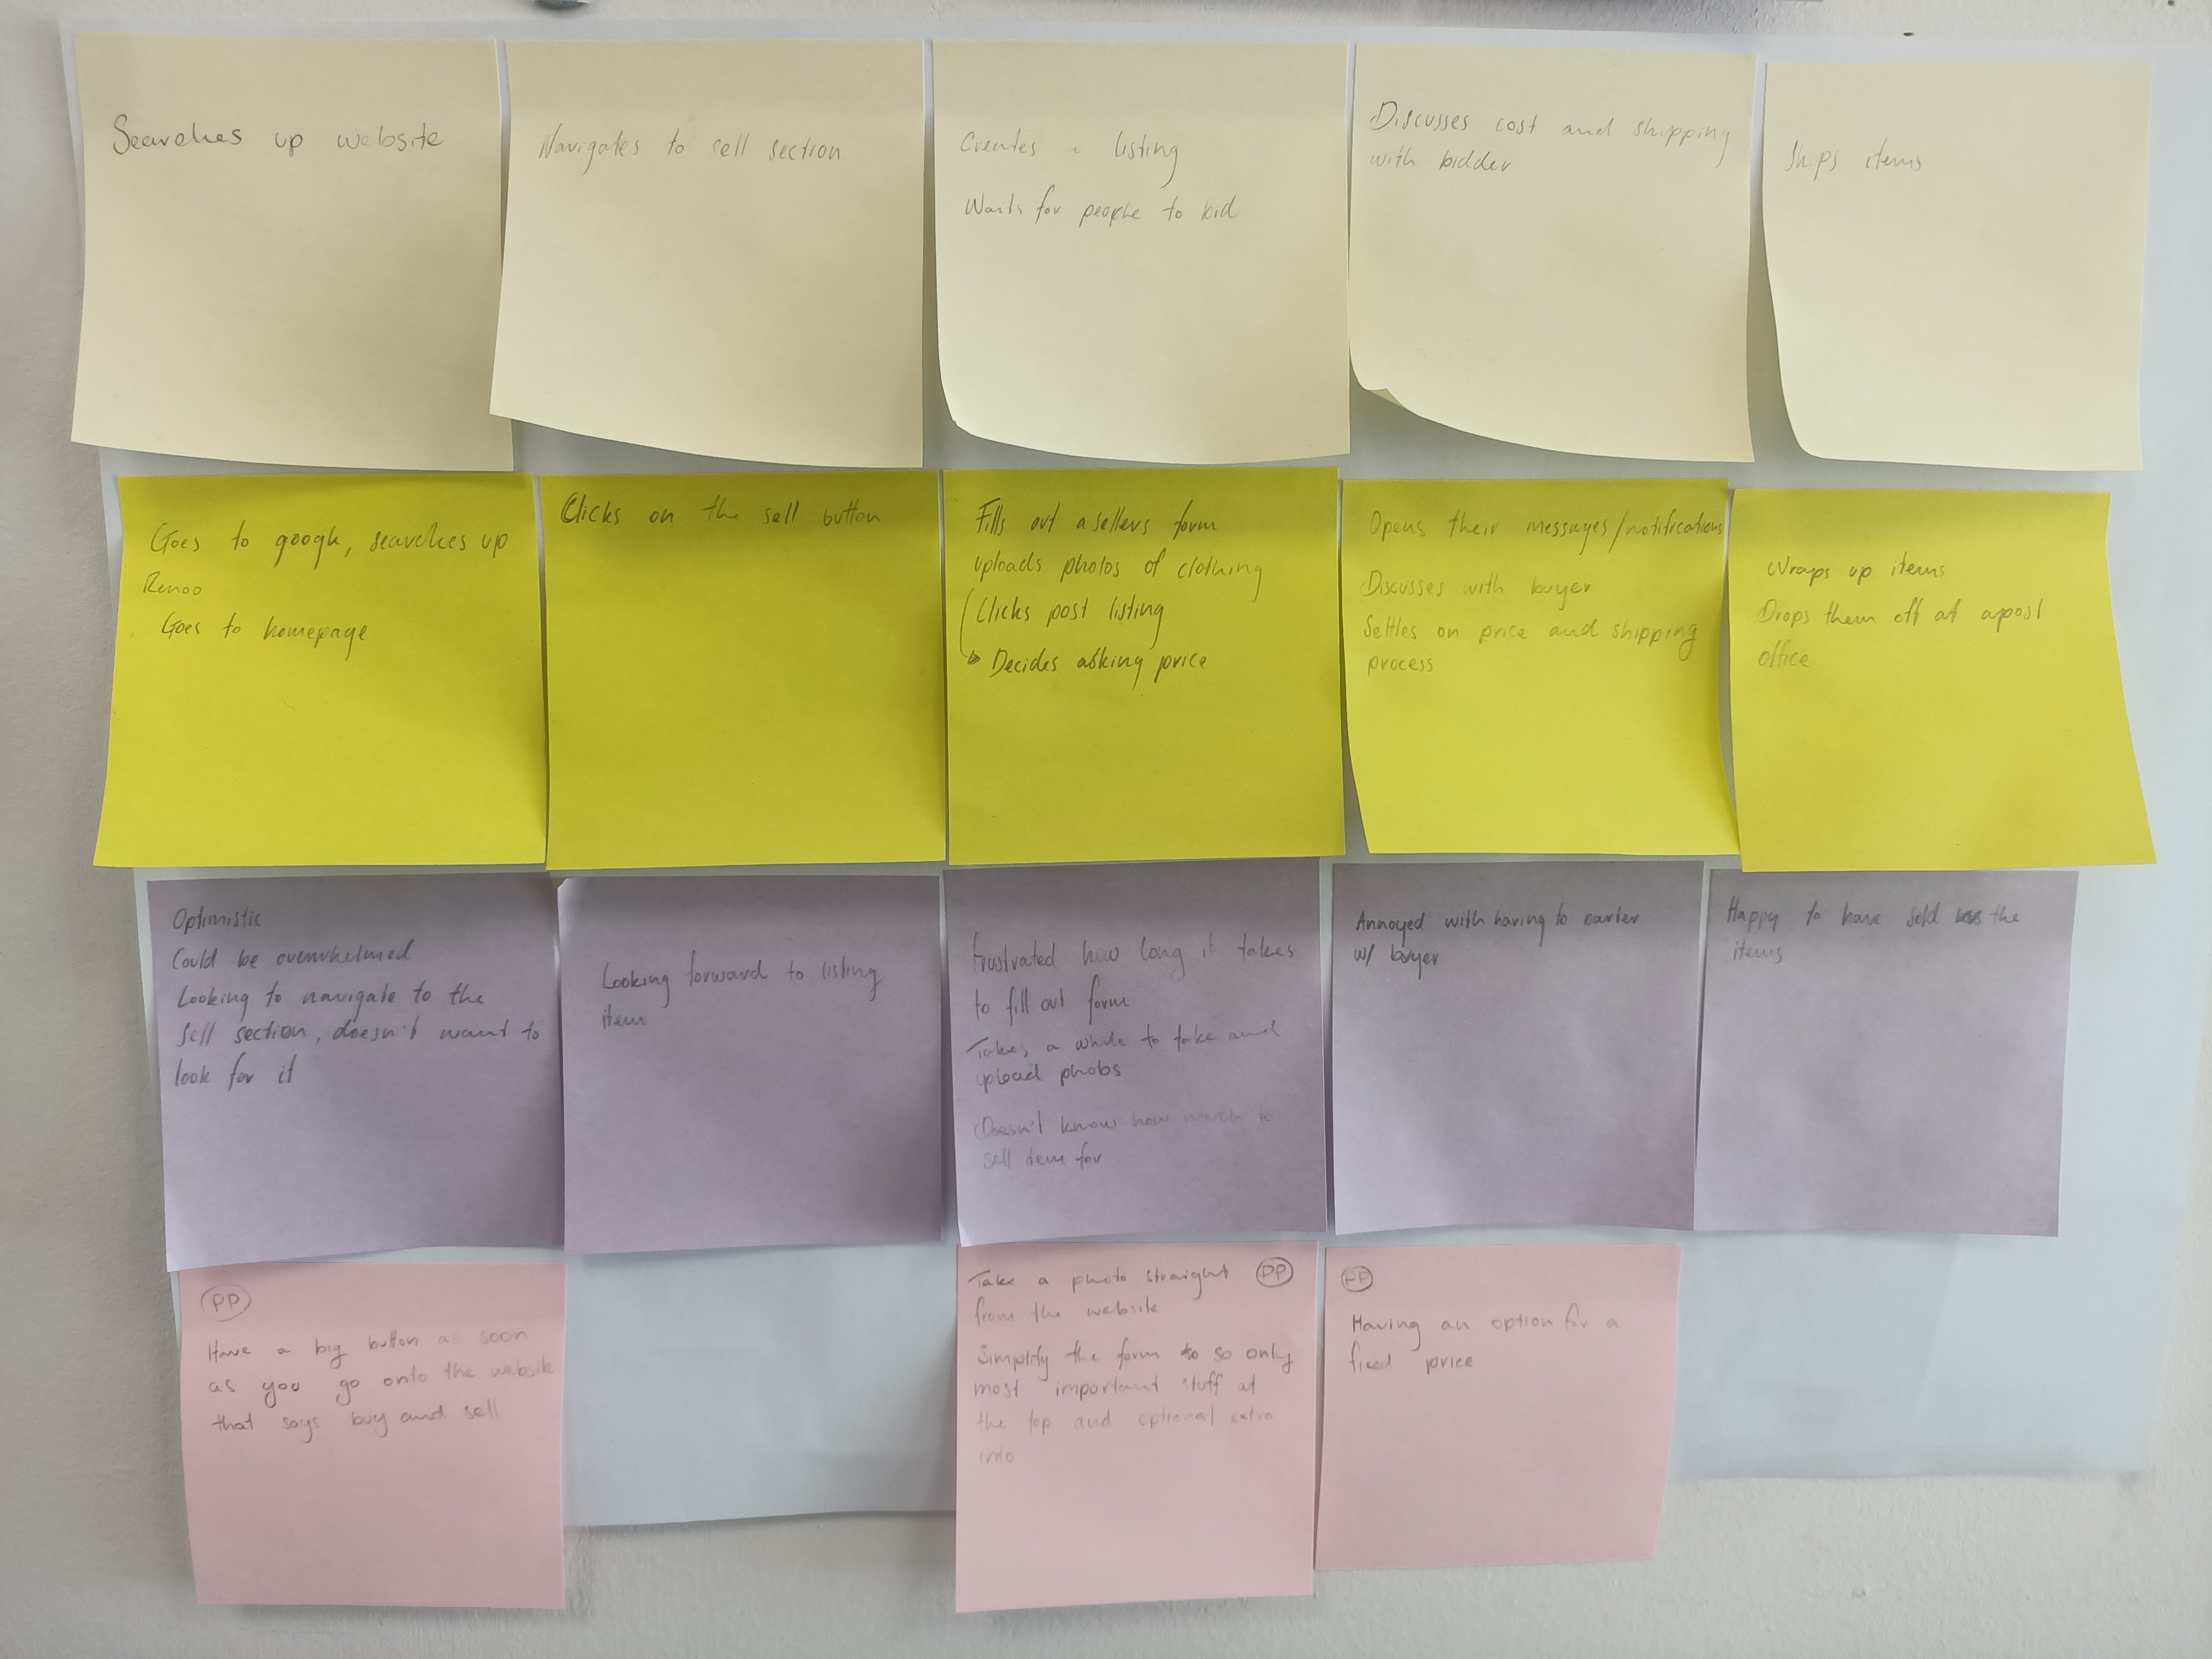 Searches up website
Navigates to sell section
Creates a listing
Waits for people to bid
Discusses cost and shipping
with bidder
Ships items
Goes to google, searches up
Renoo
Goes to homepage
Clicks on the sell button
Fills out a sellers form
uploads photos of clothing
Clicks post listing
Decides asking price
Opens their messages/notifications
Discusses with buyer
Settles on price and shipping
process
Wraps up items
Drops them off at a post
office
Optimistic
Could be overwhelmed
Looking to navigate to the
sell section, doesn't want to
look for it
Looking forward to listing
item
Frustrated how long it takes
to fill out form
Takes a while to take and
upload photos
Doesn't know how much to
sell item for
Annoyed with having to barter
w/ buyer
Happy to have sold the
items
PP
Have a big button as soon
as you go onto the website
that says buy and sell
Take a photo straight PP
from the website
Simplify the form so only
most important stuff at
the top and optional extra
info
PP
Having an option for a
fixed price